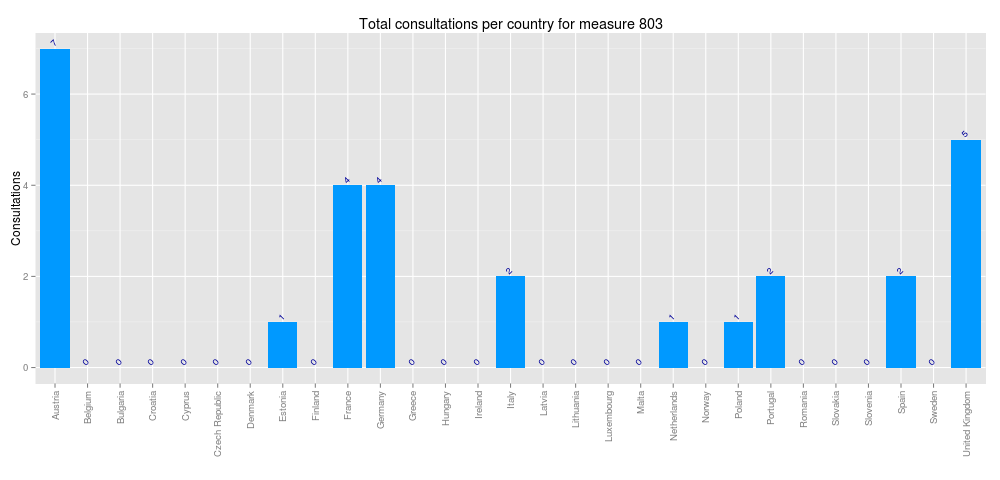 Total consultations per country for measure 803
Consultations
6
4
2
0
7
0
0
0
0
0
0
1
0
4
4
0
0
0
2
0
0
0
0
1
0
1
2
0
0
0
2
0
5
Austria
Belgium
Bulgaria
Croatia
Cyprus
Czech Republic
Denmark
Estonia
Finland
France
Germany
Greece
Hungary
Ireland
Italy
Latvia
Lithuania
Luxembourg
Malta
Netherlands
Norway
Poland
Portugal
Romania
Slovakia
Slovenia
Spain
Sweden
United Kingdom